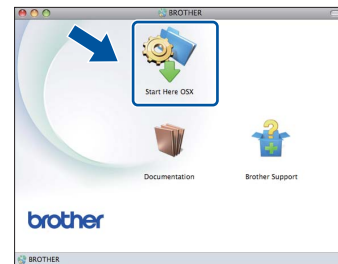 BROTHER
Start Here OSX
Documentation
Brother Support
brother
BROTHER